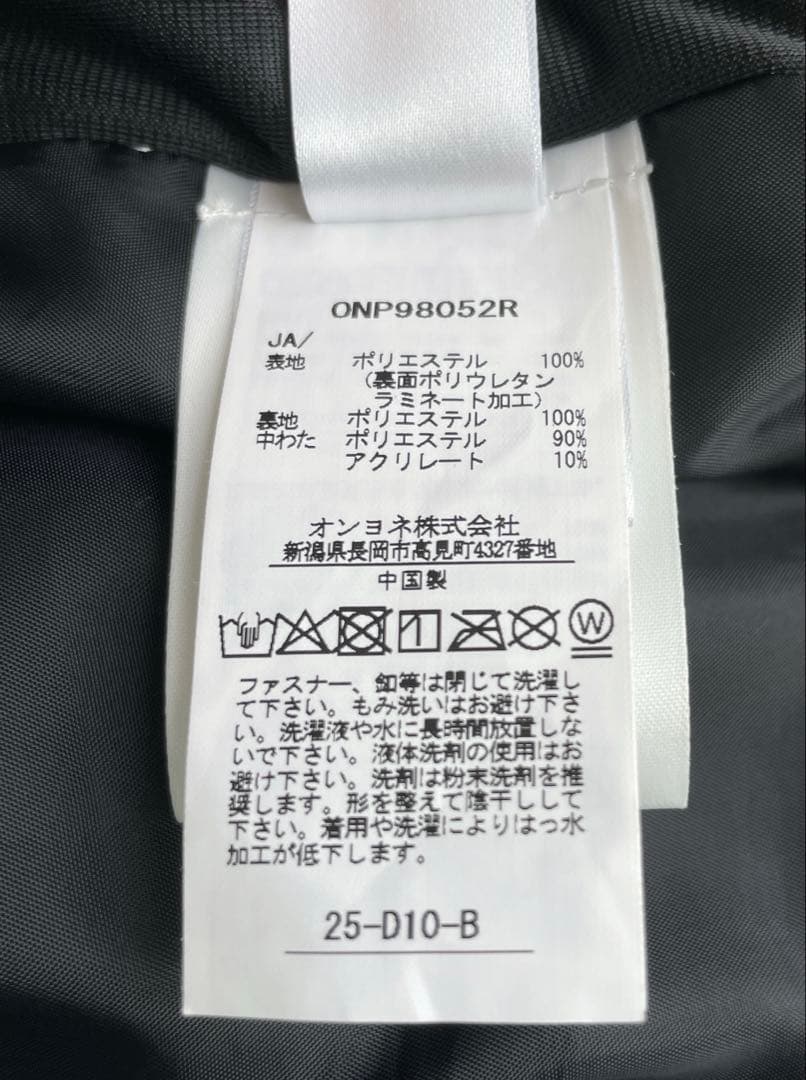 ONP98052R
JA/
表地 ポリエステル 100%
(裏面ポリウレタン
ラミネート加工)
裏地 ポリエステル 100%
中わた ポリエステル 90%
アクリレート 10%
オンヨネ株式会社
新潟県長岡市高見町4327番地
中国製
W
ファスナー、釦等は閉じて洗濯し
て下さい。もみ洗いはお避け下さ
い。洗濯液や水に長時間放置しな
いで下さい。液体洗剤の使用はお
避け下さい。洗剤は粉末洗剤を推
奨します。形を整えて陰干しして
下さい。着用や洗濯によりはっ水
加工が低下します。
25-D10-B